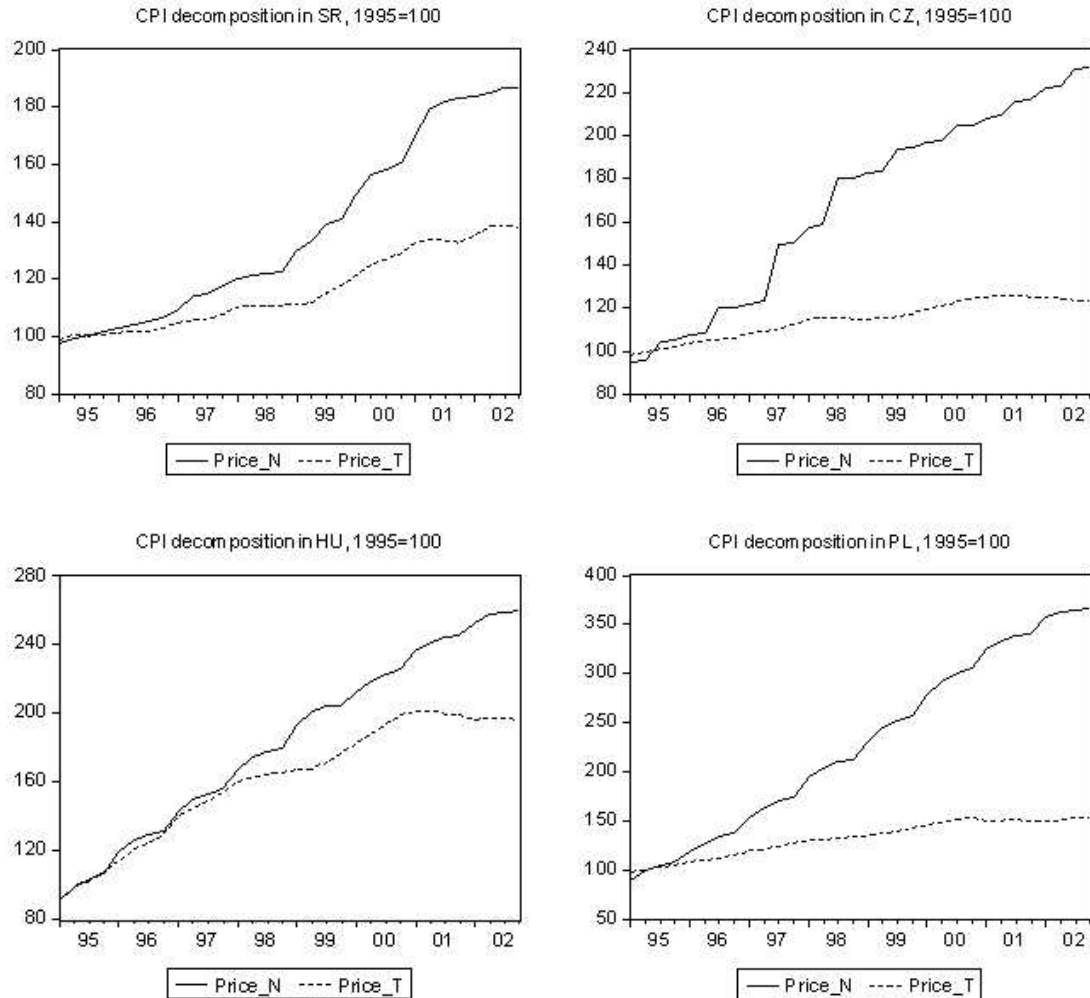 CPI decomposition in SR, 1995=100
200
180
160
140
120
100
80
95 96 97 98 99 00 01 02
Price_N Price_T
CPI decomposition in CZ, 1995=100
240
220
200
180
160
140
120
100
80
95 96 97 98 99 00 01 02
Price_N Price_T
CPI decomposition in HU, 1995=100
280
240
200
160
120
80
95 96 97 98 99 00 01 02
Price_N Price_T
CPI decomposition in PL, 1995=100
400
350
300
250
200
150
100
50
95 96 97 98 99 00 01 02
Price_N Price_T